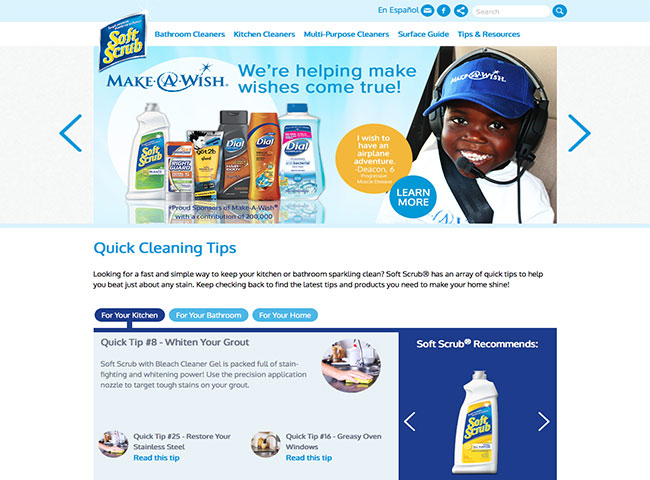 En Español
Search
Soft
Scrub
Bathroom Cleaners Kitchen Cleaners Multi-Purpose Cleaners Surface Guide Tips & Resources
MAKE-A-WISH®
We're helping make
wishes come true!
MAKE-A-WISH®
Soft
Scrub
BLEACH
RIGHT
GUARD
got2b
Dial
Dial
Dial
I wish to
have an
airplane
adventure.
-Deacon, 6
Progressive
Muscle Disease
LEARN
MORE
#Proud Sponsors of Make-A-Wish®
with a contribution of 200,000
Quick Cleaning Tips
Looking for a fast and simple way to keep your kitchen or bathroom sparkling clean? Soft Scrub® has an array of quick tips to help
you beat just about any stain. Keep checking back to find the latest tips and products you need to make your home shine!
For Your Kitchen For Your Bathroom For Your Home
Quick Tip #8 - Whiten Your Grout
Soft Scrub with Bleach Cleaner Gel is packed full of stain-
fighting and whitening power! Use the precision application
nozzle to target tough stains on your grout.
Quick Tip #25 - Restore Your
Stainless Steel
Read this tip
Quick Tip #16 - Greasy Oven
Windows
Read this tip
Soft Scrub® Recommends:
Soft
Scrub